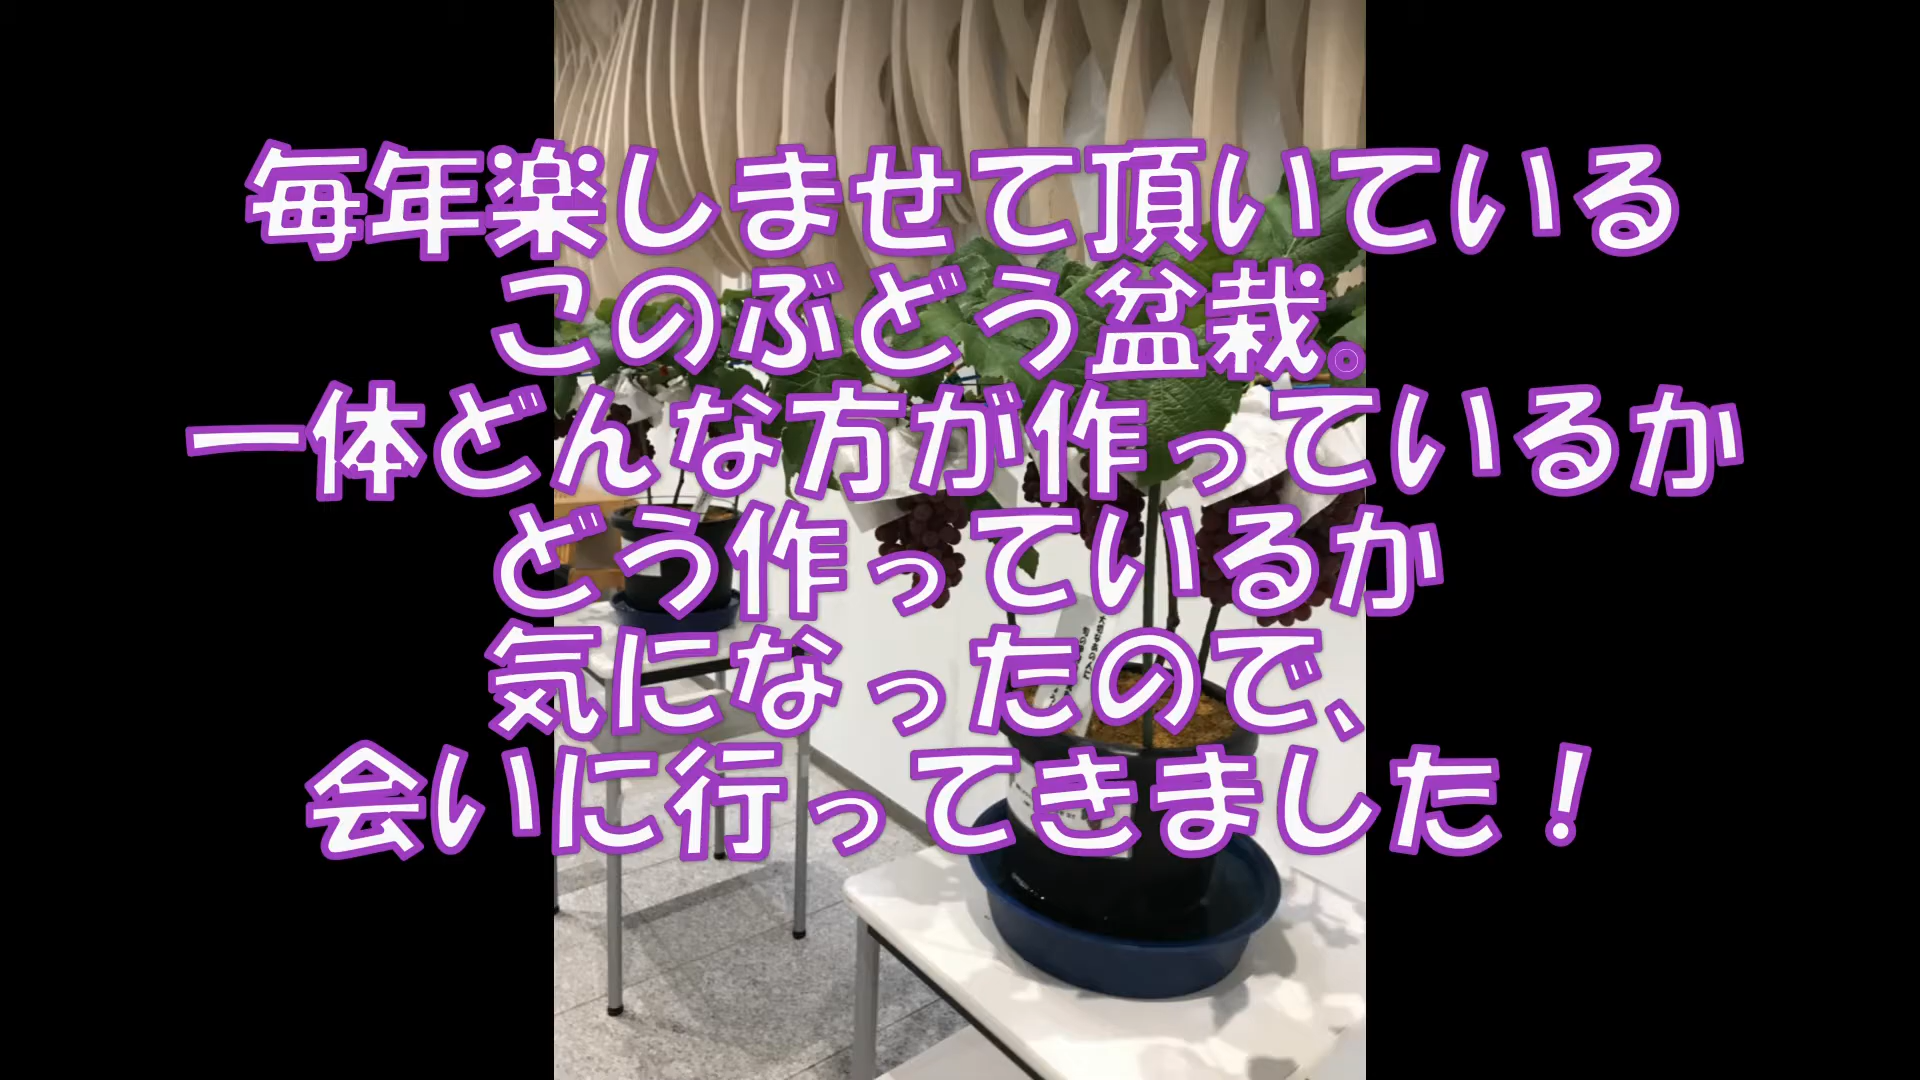 毎年楽しませて頂いている
このぶどう盆栽。
一体どんな方が作っているか
どう作っているか
気になったので、
会いに行ってきました！